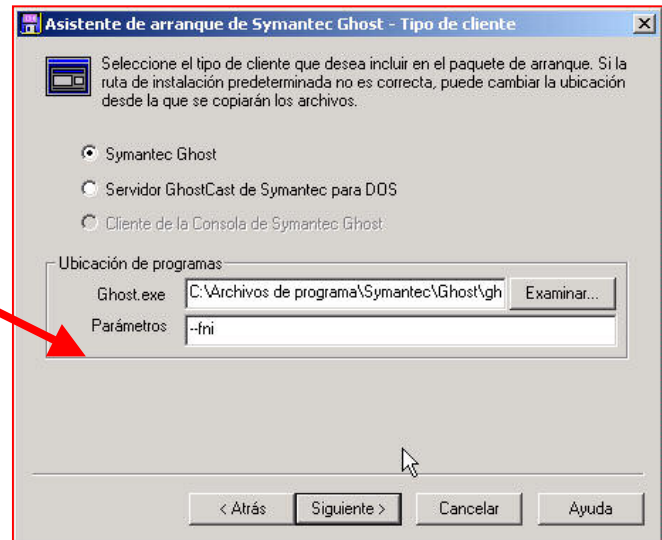 Asistente de arranque de Symantec Ghost - Tipo de cliente
Seleccione el tipo de cliente que desea incluir en el paquete de arranque. Si la
ruta de instalación predeterminada no es correcta, puede cambiar la ubicación
desde la que se copiarán los archivos.
Symantec Ghost
Servidor GhostCast de Symantec para DOS
Cliente de la Consola de Symantec Ghost
Ubicación de programas
Ghost.exe C:\Archivos de programa\Symantec\Ghost\gh Examinar...
Parámetros --fni
< Atrás Siguiente > Cancelar Ayuda